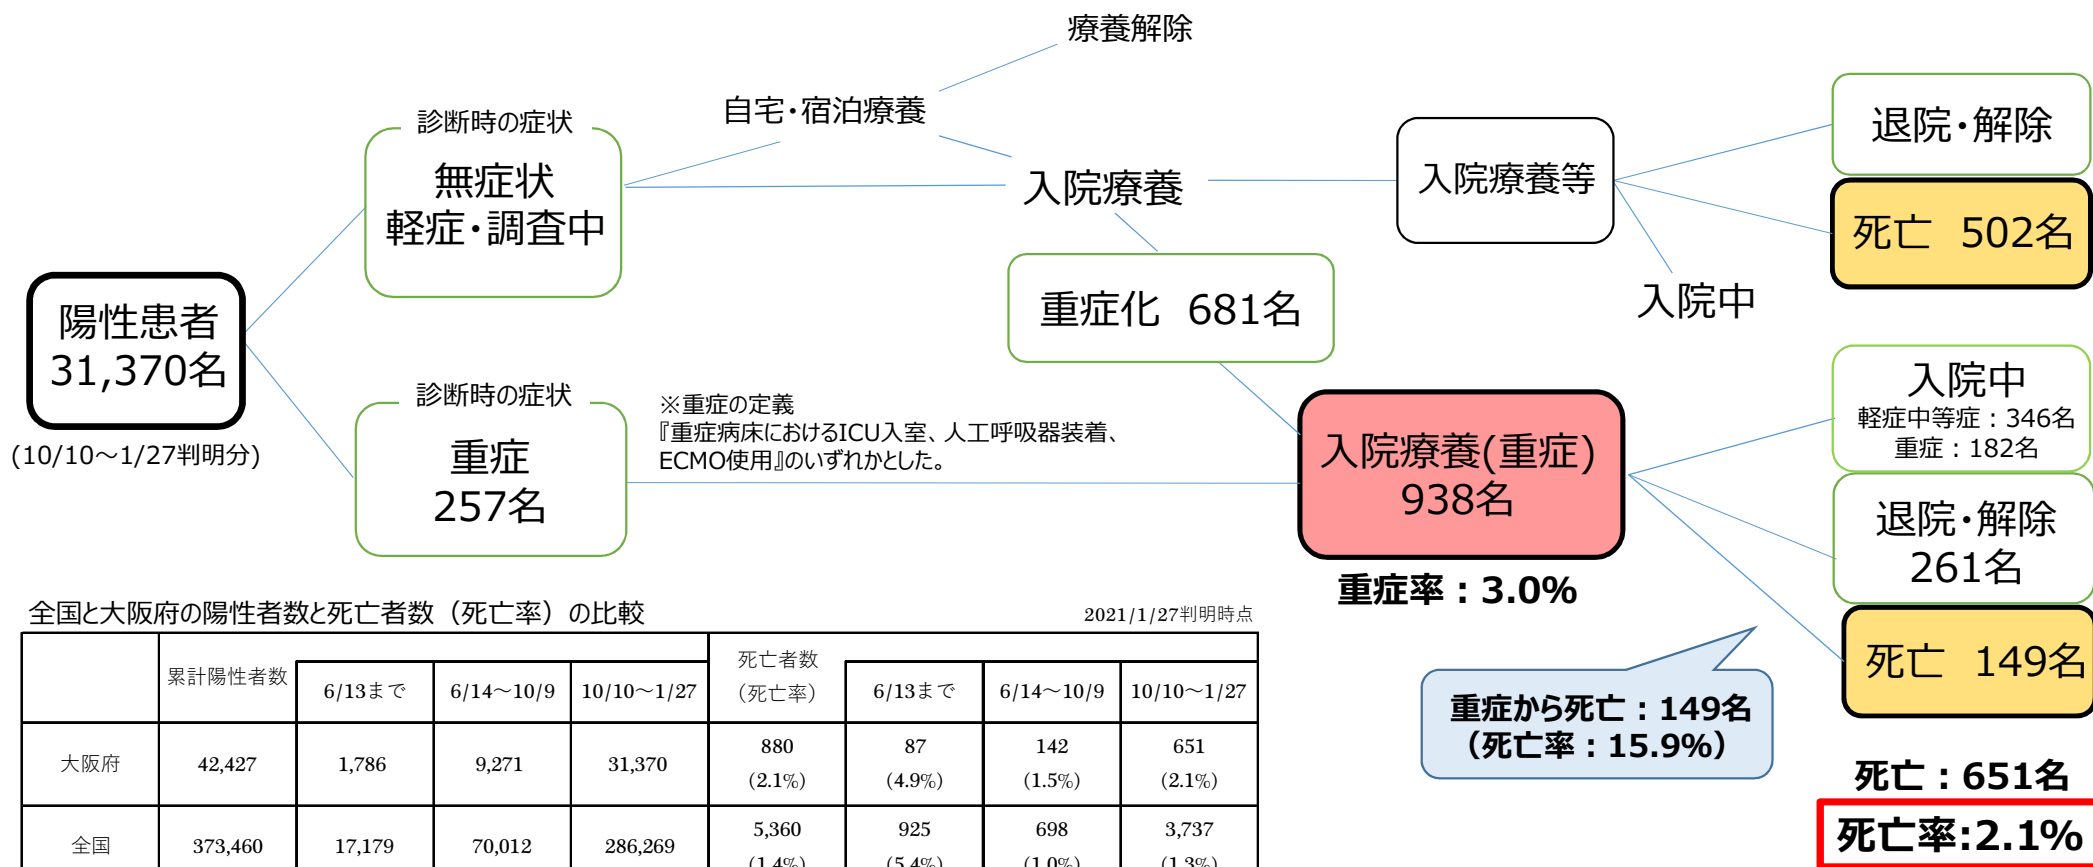 療養解除
自宅・宿泊療養
診断時の症状
無症状
軽症・調査中
入院療養
入院療養等
退院・解除
死亡 502名
入院中
重症化 681名
陽性患者
31,370名
(10/10～1/27判明分)
診断時の症状
重症
257名
※重症の定義
『重症病床におけるICU入室、人工呼吸器装着、
ECMO使用』のいずれかとした。
入院療養(重症)
938名
重症率：3.0%
入院中
軽症中等症：346名
重症：182名
退院・解除
261名
死亡 149名
重症から死亡：149名
（死亡率：15.9%）
死亡：651名
死亡率:2.1%
全国と大阪府の陽性者数と死亡者数（死亡率）の比較
2021/1/27判明時点
累計陽性者数 6/13まで 6/14～10/9 10/10～1/27 死亡者数 （死亡率） 6/13まで 6/14～10/9 10/10～1/27
大阪府 42,427 1,786 9,271 31,370 880 87 142 651
(2.1%) (4.9%) (1.5%) (2.1%)
全国 373,460 17,179 70,012 286,269 5,360 925 698 3,737
(1.4%) (5.4%) (1.0%) (1.3%)